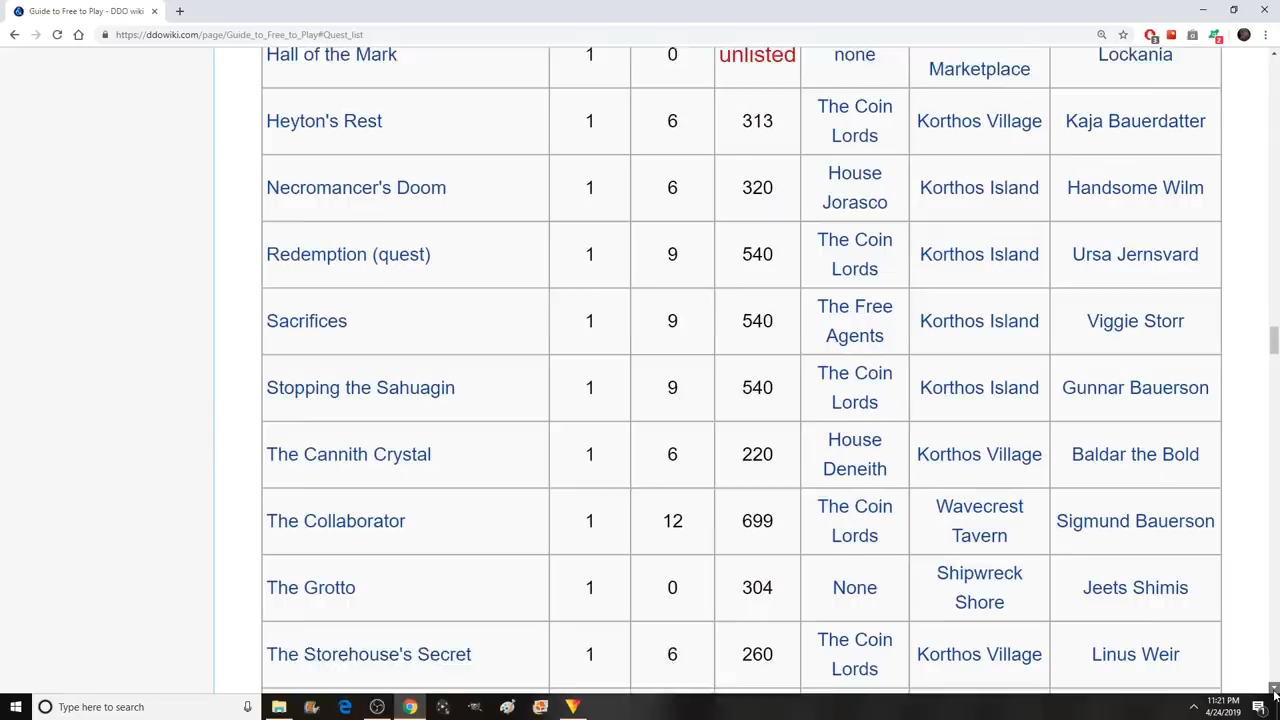 Guide to Free to Play - DDO wiki
https://ddowiki.com/page/Guide_to_Free_to_Play#Quest_list
3
2
Hall of the Mark 1 0 unlisted none Marketplace Lockania
Heyton's Rest 1 6 313 The Coin Lords Korthos Village Kaja Bauerdatter
Necromancer's Doom 1 6 320 House Jorasco Korthos Island Handsome Wilm
Redemption (quest) 1 9 540 The Coin Lords Korthos Island Ursa Jernsvard
Sacrifices 1 9 540 The Free Agents Korthos Island Viggie Storr
Stopping the Sahuagin 1 9 540 The Coin Lords Korthos Island Gunnar Bauerson
The Cannith Crystal 1 6 220 House Deneith Korthos Village Baldar the Bold
The Collaborator 1 12 699 The Coin Lords Wavecrest Tavern Sigmund Bauerson
The Grotto 1 0 304 None Shipwreck Shore Jeets Shimis
The Storehouse's Secret 1 6 260 The Coin Lords Korthos Village Linus Weir
Type here to search
11:21 PM
4/24/2019
1